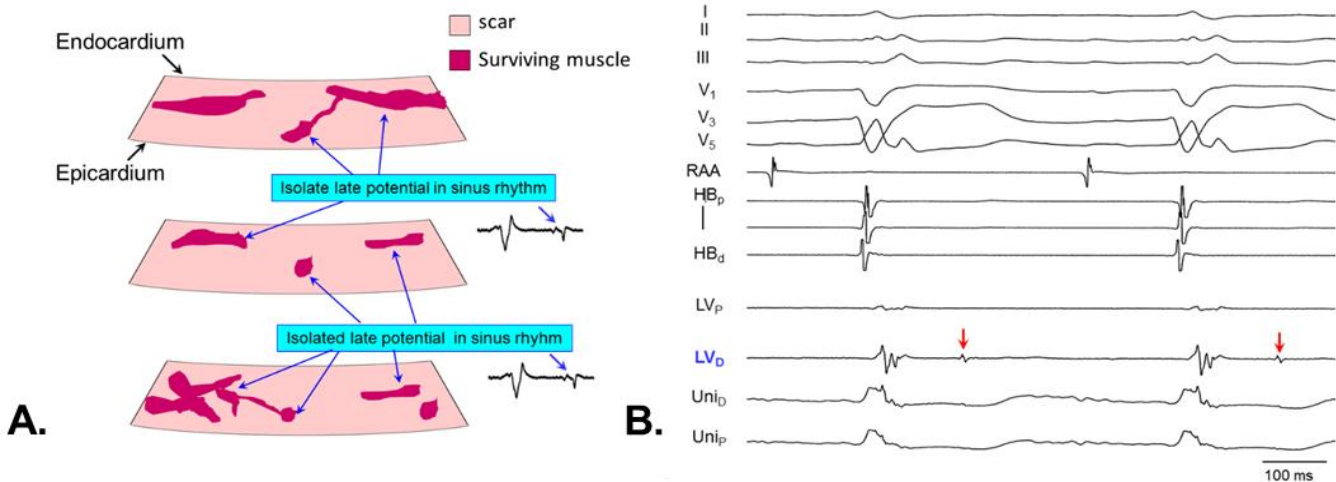 scar
Surviving muscle
Endocardium
Epicardium
Isolate late potential in sinus rhythm
Isolated late potential in sinus rhyhm
A.
I
II
III
V1
V3
V5
RAA
HBp
HBd
LVP
LVD
UniD
UniP
B.
100 ms